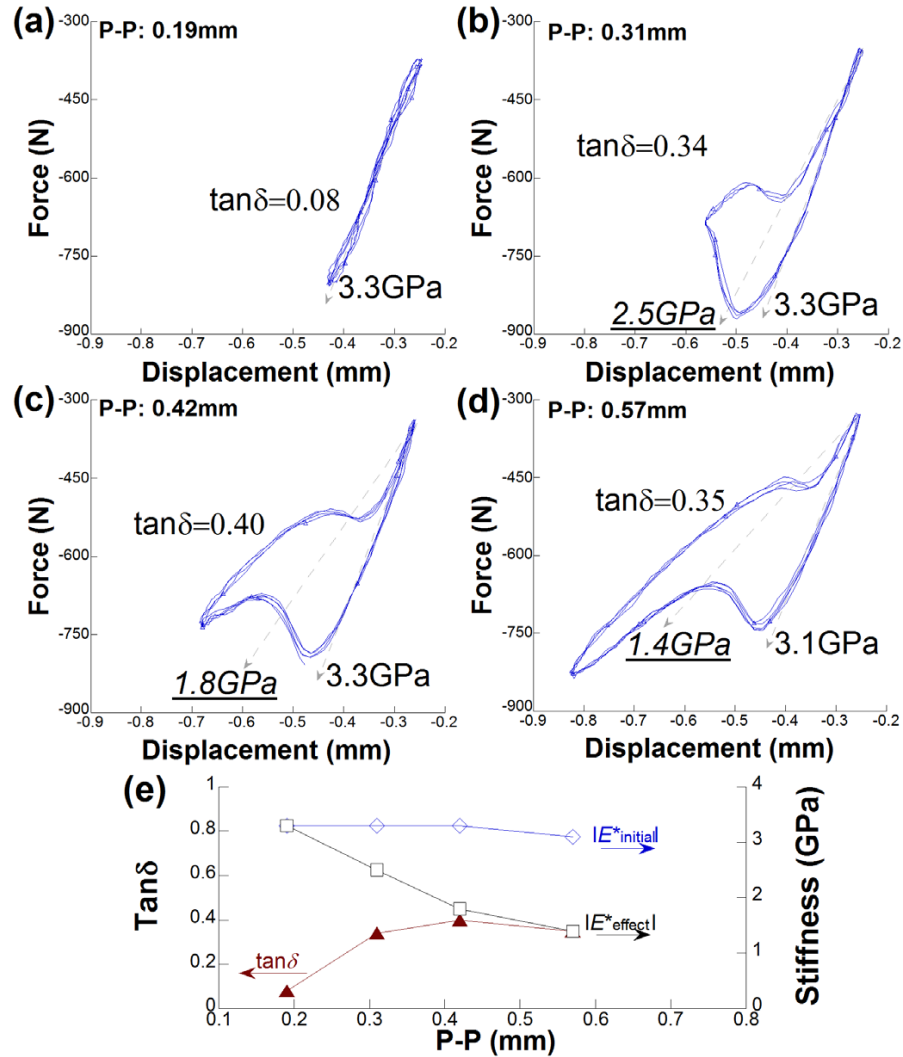 (a)
P-P: 0.19mm
-300
-450
-600
-750
-900
Force (N)
tanδ=0.08
3.3GPa
-0.9 -0.8 -0.7 -0.6 -0.5 -0.4 -0.3 -0.2
Displacement (mm)
(b)
P-P: 0.31mm
-300
-450
-600
-750
-900
Force (N)
tanδ=0.34
2.5GPa
3.3GPa
-0.9 -0.8 -0.7 -0.6 -0.5 -0.4 -0.3 -0.2
Displacement (mm)
(c)
P-P: 0.42mm
-300
-450
-600
-750
-900
Force (N)
tanδ=0.40
1.8GPa
3.3GPa
-0.9 -0.8 -0.7 -0.6 -0.5 -0.4 -0.3 -0.2
Displacement (mm)
(d)
P-P: 0.57mm
-300
-450
-600
-750
-900
Force (N)
tanδ=0.35
1.4GPa
3.1GPa
-0.9 -0.8 -0.7 -0.6 -0.5 -0.4 -0.3 -0.2
Displacement (mm)
(e)
1
0.8
0.6
0.4
0.2
0
Tanδ
|E*initial|
|E*effect|
tanδ
4
3
2
1
0
Stiffness (GPa)
0.1 0.2 0.3 0.4 0.5 0.6 0.7 0.8
P-P (mm)